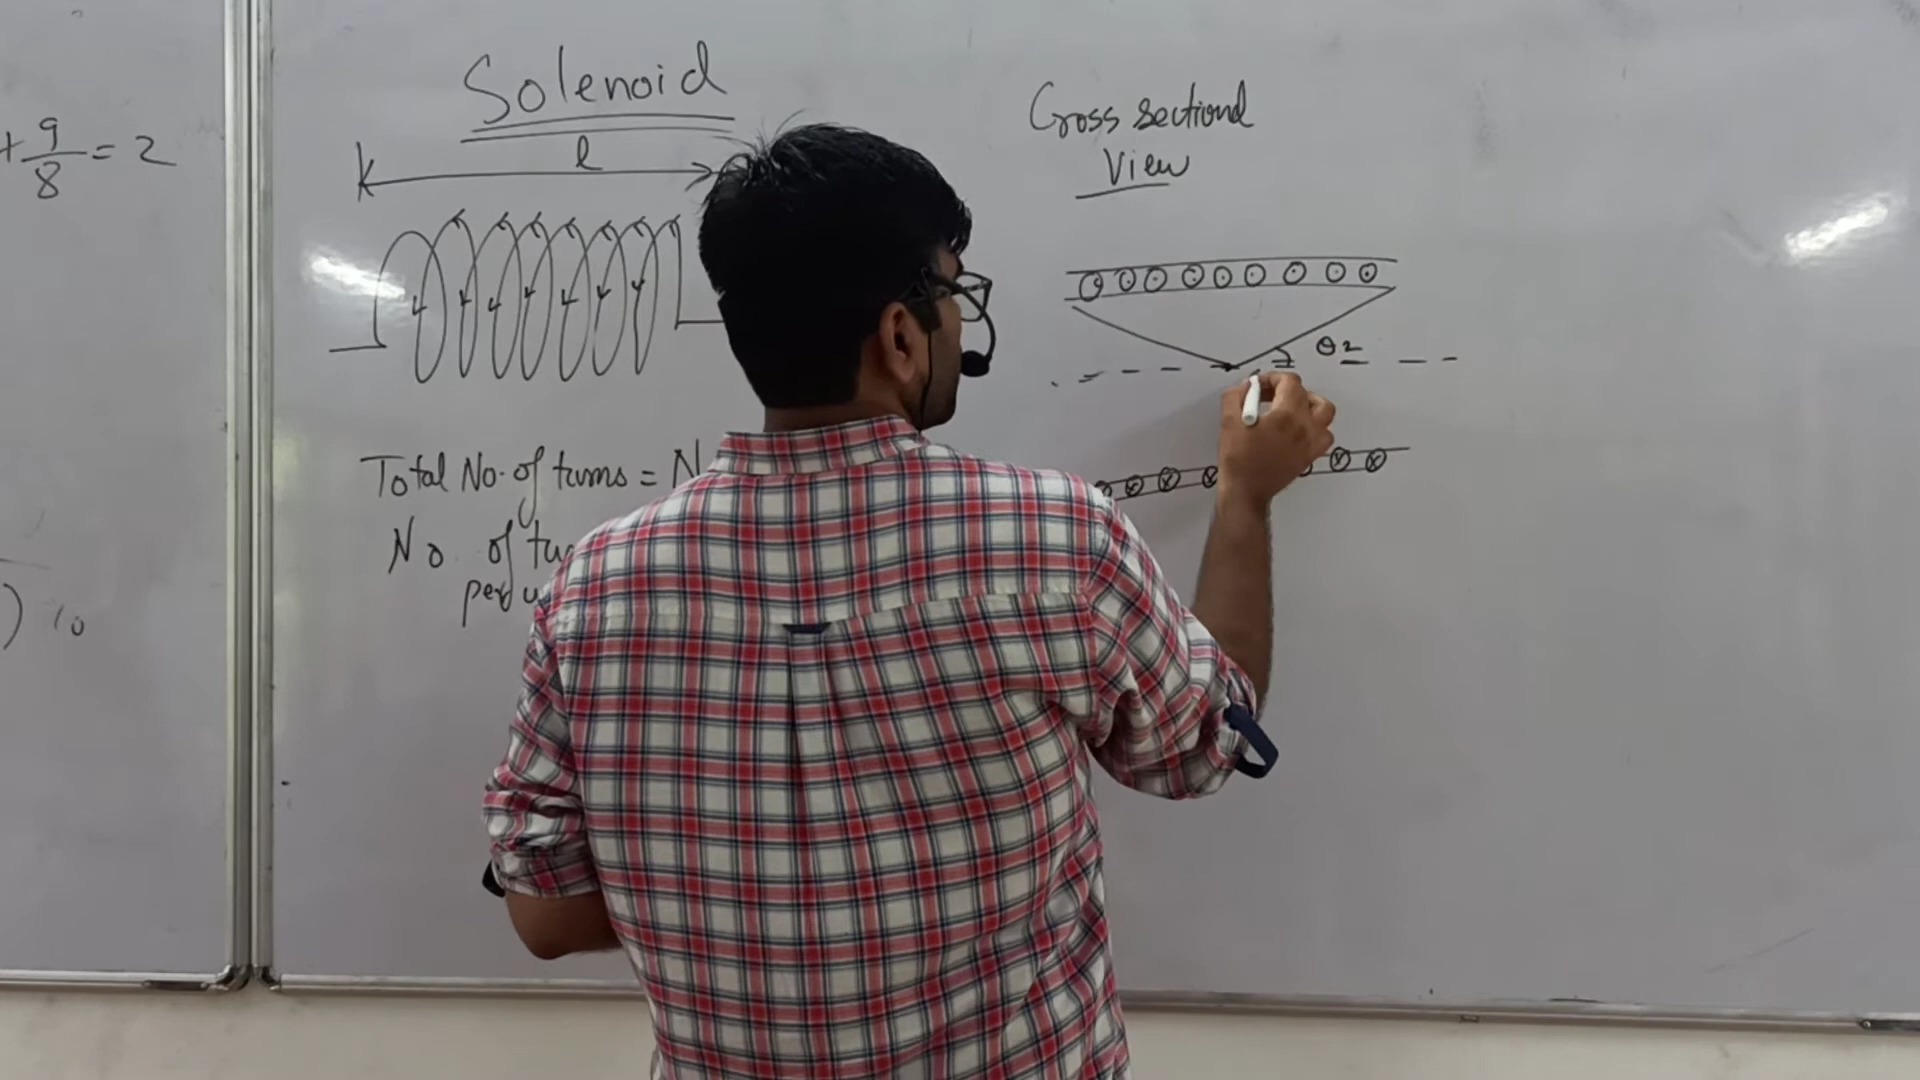 + 9/8 = 2
) 10
Solenoid
l
Total No. of turns = N
No. of tu
per u
Cross sectional
View
θ2